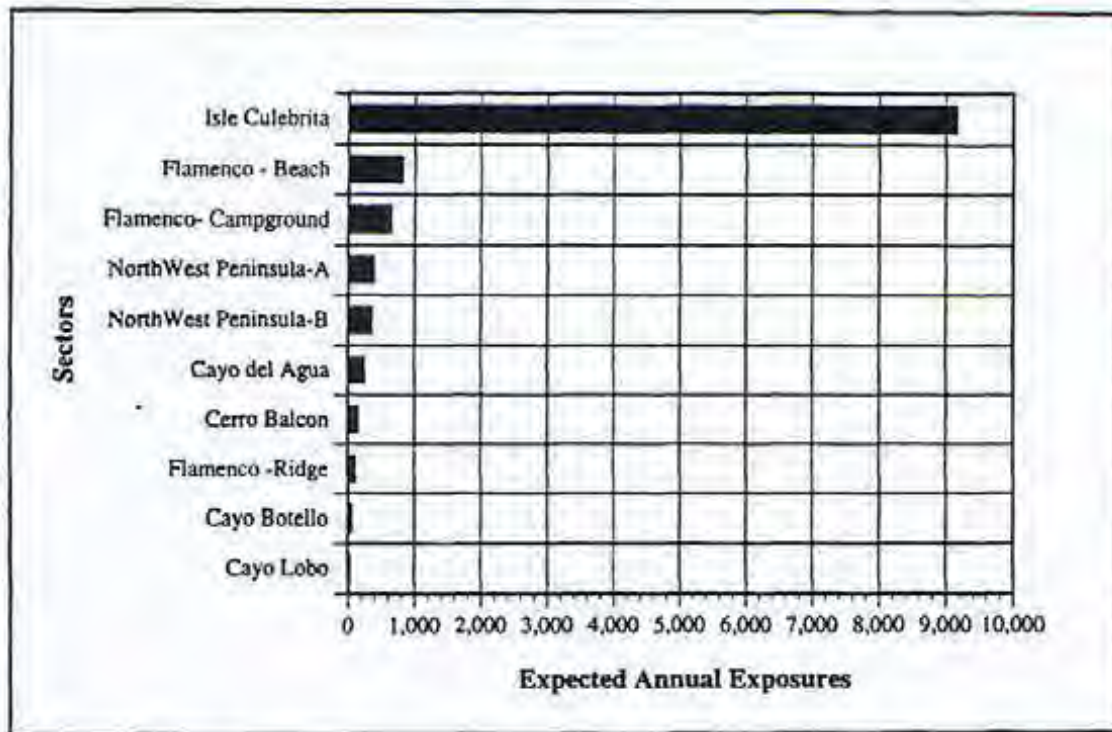 Isle Culebrita
Flamenco - Beach
Flamenco- Campground
NorthWest Peninsula-A
NorthWest Peninsula-B
Cayo del Agua
Cerro Balcon
Flamenco -Ridge
Cayo Botello
Cayo Lobo
Sectors
0 1,000 2,000 3,000 4,000 5,000 6,000 7,000 8,000 9,000 10,000
Expected Annual Exposures